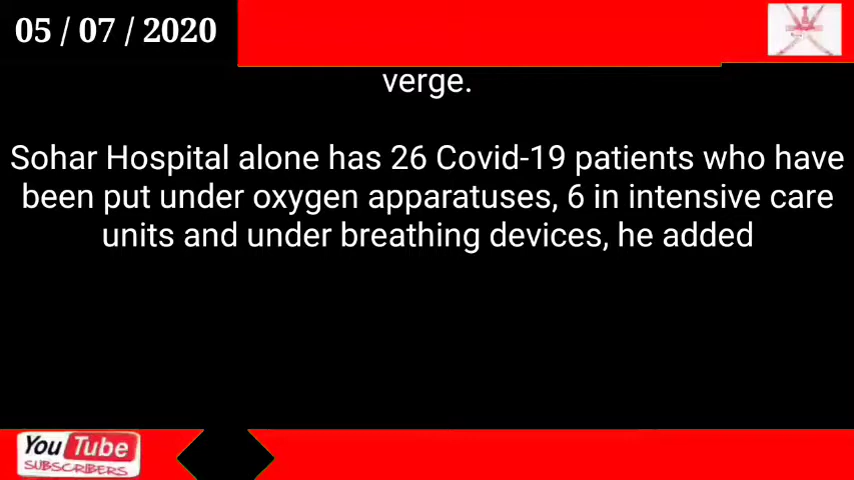 05 / 07 / 2020
verge.
Sohar Hospital alone has 26 Covid-19 patients who have
been put under oxygen apparatuses, 6 in intensive care
units and under breathing devices, he added
You Tube
SUBSCRIBERS